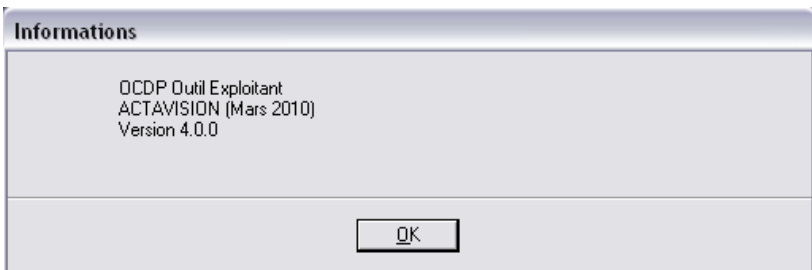 Informations
OCDP Outil Exploitant
ACTAVISION (Mars 2010)
Version 4.0.0
OK